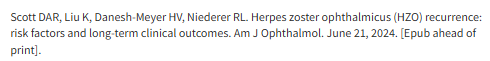 Scott DAR, Liu K, Danesh-Meyer HV, Niederer RL. Herpes zoster ophthalmicus (HZO) recurrence:
risk factors and long-term clinical outcomes. Am J Ophthalmol. June 21, 2024. [Epub ahead of
print].